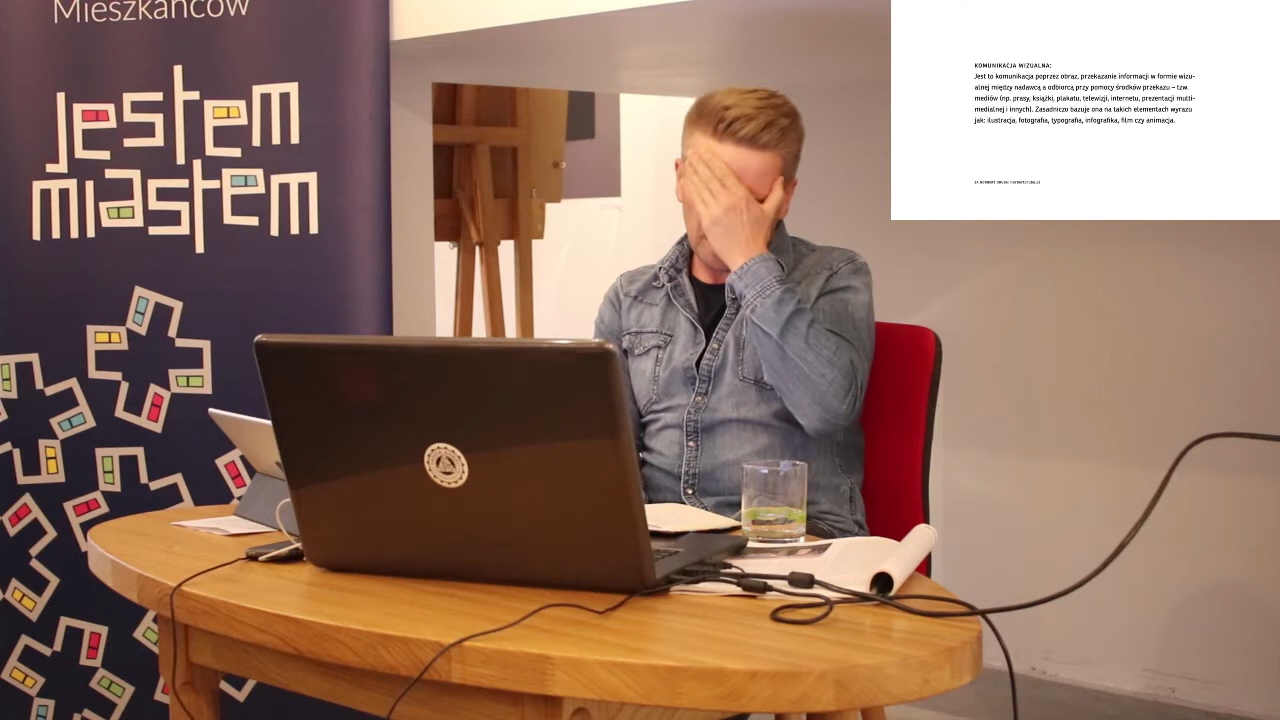 Mieszkańców
jestem
miastem
KOMUNIKACJA WIZUALNA:
Jest to komunikacja poprzez obraz, przekazanie informacji w formie wizu-
alnej między nadawcą a odbiorcą przy pomocy środków przekazu – tzw.
mediów (np. prasy, książki, plakatu, telewizji, internetu, prezentacji multi-
medialnej i innych). Zasadniczo bazuje ona na takich elementach wyrazu
jak: ilustracja, fotografia, typografia, infografika, film czy animacja.